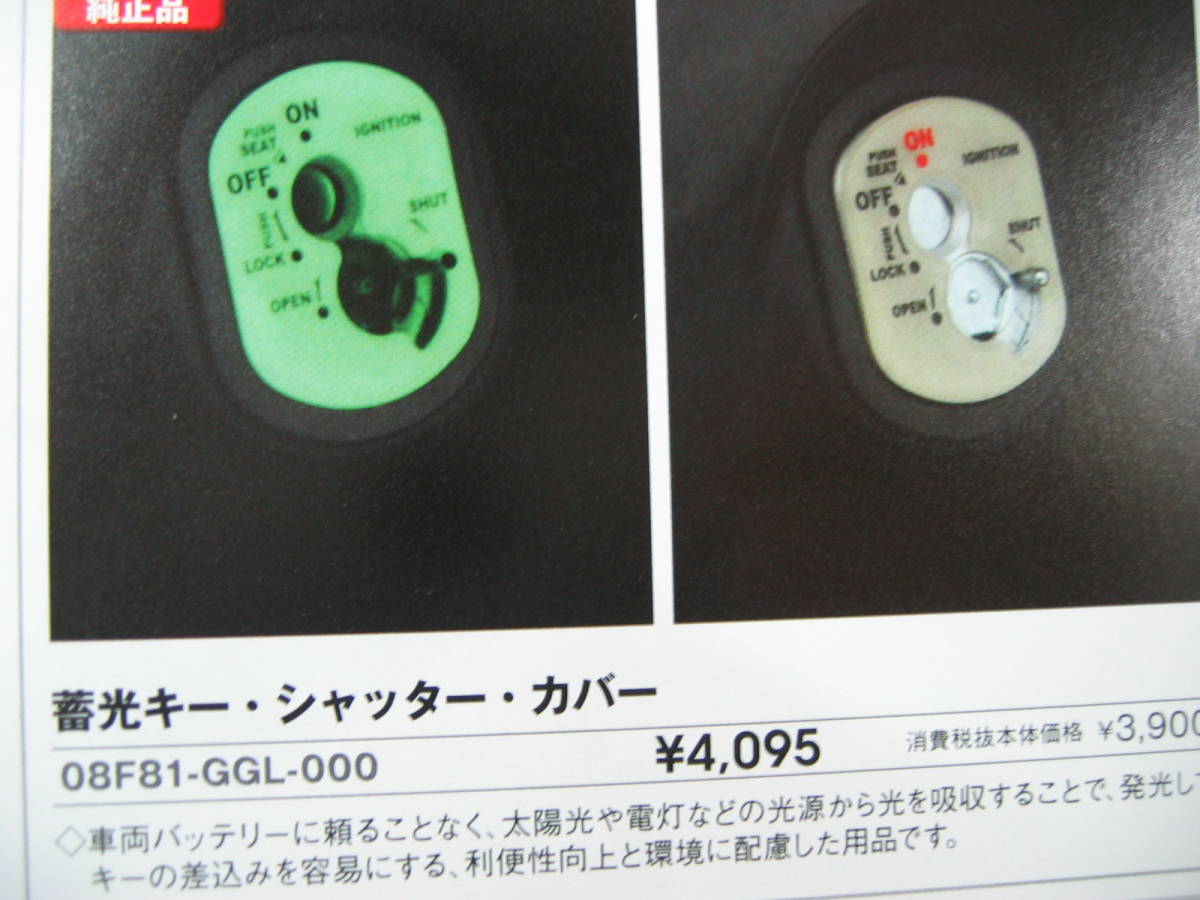 純正品
ON
IGNITION
PUSH
SEAT
OFF
SHUT
PUSH
LOCK
OPEN
ON
IGNITION
PUSH
SEAT
OFF
SHUT
PUSH
LOCK
OPEN
蓄光キー・シャッター・カバー
08F81-GGL-000 ¥4,095 消費税抜本体価格 ¥3,900
◇車両バッテリーに頼ることなく、太陽光や電灯などの光源から光を吸収することで、発光して
キーの差込みを容易にする、利便性向上と環境に配慮した用品です。